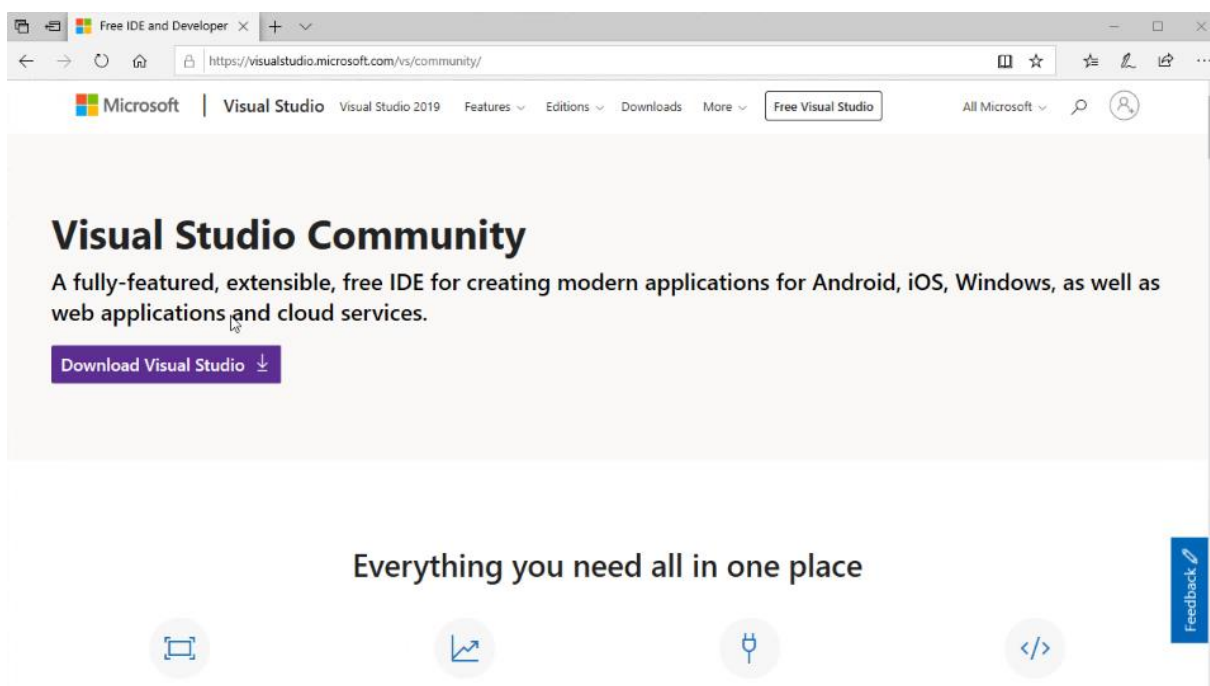 Free IDE and Developer
https://visualstudio.microsoft.com/vs/community/
Microsoft | Visual Studio Visual Studio 2019 Features Editions Downloads More Free Visual Studio All Microsoft
Visual Studio Community
A fully-featured, extensible, free IDE for creating modern applications for Android, iOS, Windows, as well as
web applications and cloud services.
Download Visual Studio
Everything you need all in one place
Feedback